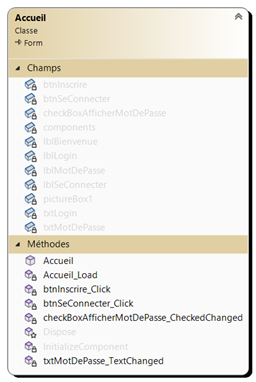 Accueil
Classe
Form
Champs
btnInscrire
btnSeConnecter
checkBoxAfficherMotDePasse
components
lblBienvenue
lblLogin
lblMotDePasse
lblSeConnecter
pictureBox1
txtLogin
txtMotDePasse
Méthodes
Accueil
Accueil_Load
btnInscrire_Click
btnSeConnecter_Click
checkBoxAfficherMotDePasse_CheckedChanged
Dispose
InitializeComponent
txtMotDePasse_TextChanged